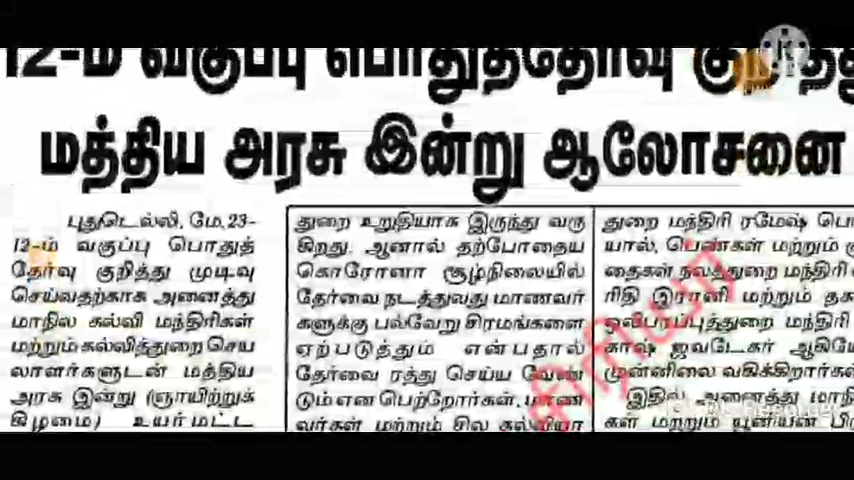 12-ம் வகுப்பு பொதுத்தேர்வு
மத்திய அரசு இன்று ஆலோசனை
புதுடெல்லி, மே,23-
12-ம் வகுப்பு பொதுத்
தேர்வு குறித்து முடிவு
செய்வதற்காக அனைத்து
மாநில கல்வி மந்திரிகள்
மற்றும் கல்வித்துறை செய
லாளர்களுடன் மத்திய
அரசு இன்று (ஞாயிற்றுக்
கிழமை) உயர்மட்ட
துறை உறுதியாக இருந்து வரு
கிறது. ஆனால் தற்போதைய
கொரோனா சூழ்நிலையில்
தேர்வை நடத்துவது மாணவர்
களுக்கு பல்வேறு சிரமங்களை
ஏற்படுத்தும் என்பதால்
தேர்வை ரத்து செய்ய வேண்
டும் என பெற்றோர்கள், மாண
வர்கள் மற்றும் சில கல்வியா
துறை மந்திரி ரமேஷ் பொ
யால், பெண்கள் மற்றும்
தைகள் நலத்துறை மந்திரி
ரிதி இரானி மற்றும் தக
ஒலிபரப்புத்துறை மந்திரி
காஷ் ஜவடேகர் ஆகியோ
முன்னிலை வகிக்கிறார்கள்
இதில் அனைத்து மாநி
கள் மற்றும் யூனியன் பிர